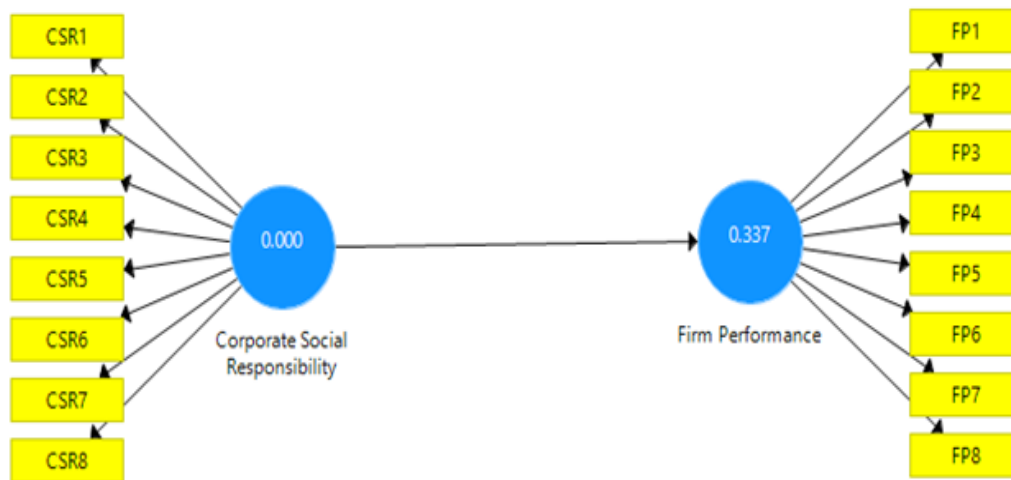 CSR1
CSR2
CSR3
CSR4
CSR5
CSR6
CSR7
CSR8
0.000
Corporate Social
Responsibility
0.337
Firm Performance
FP1
FP2
FP3
FP4
FP5
FP6
FP7
FP8